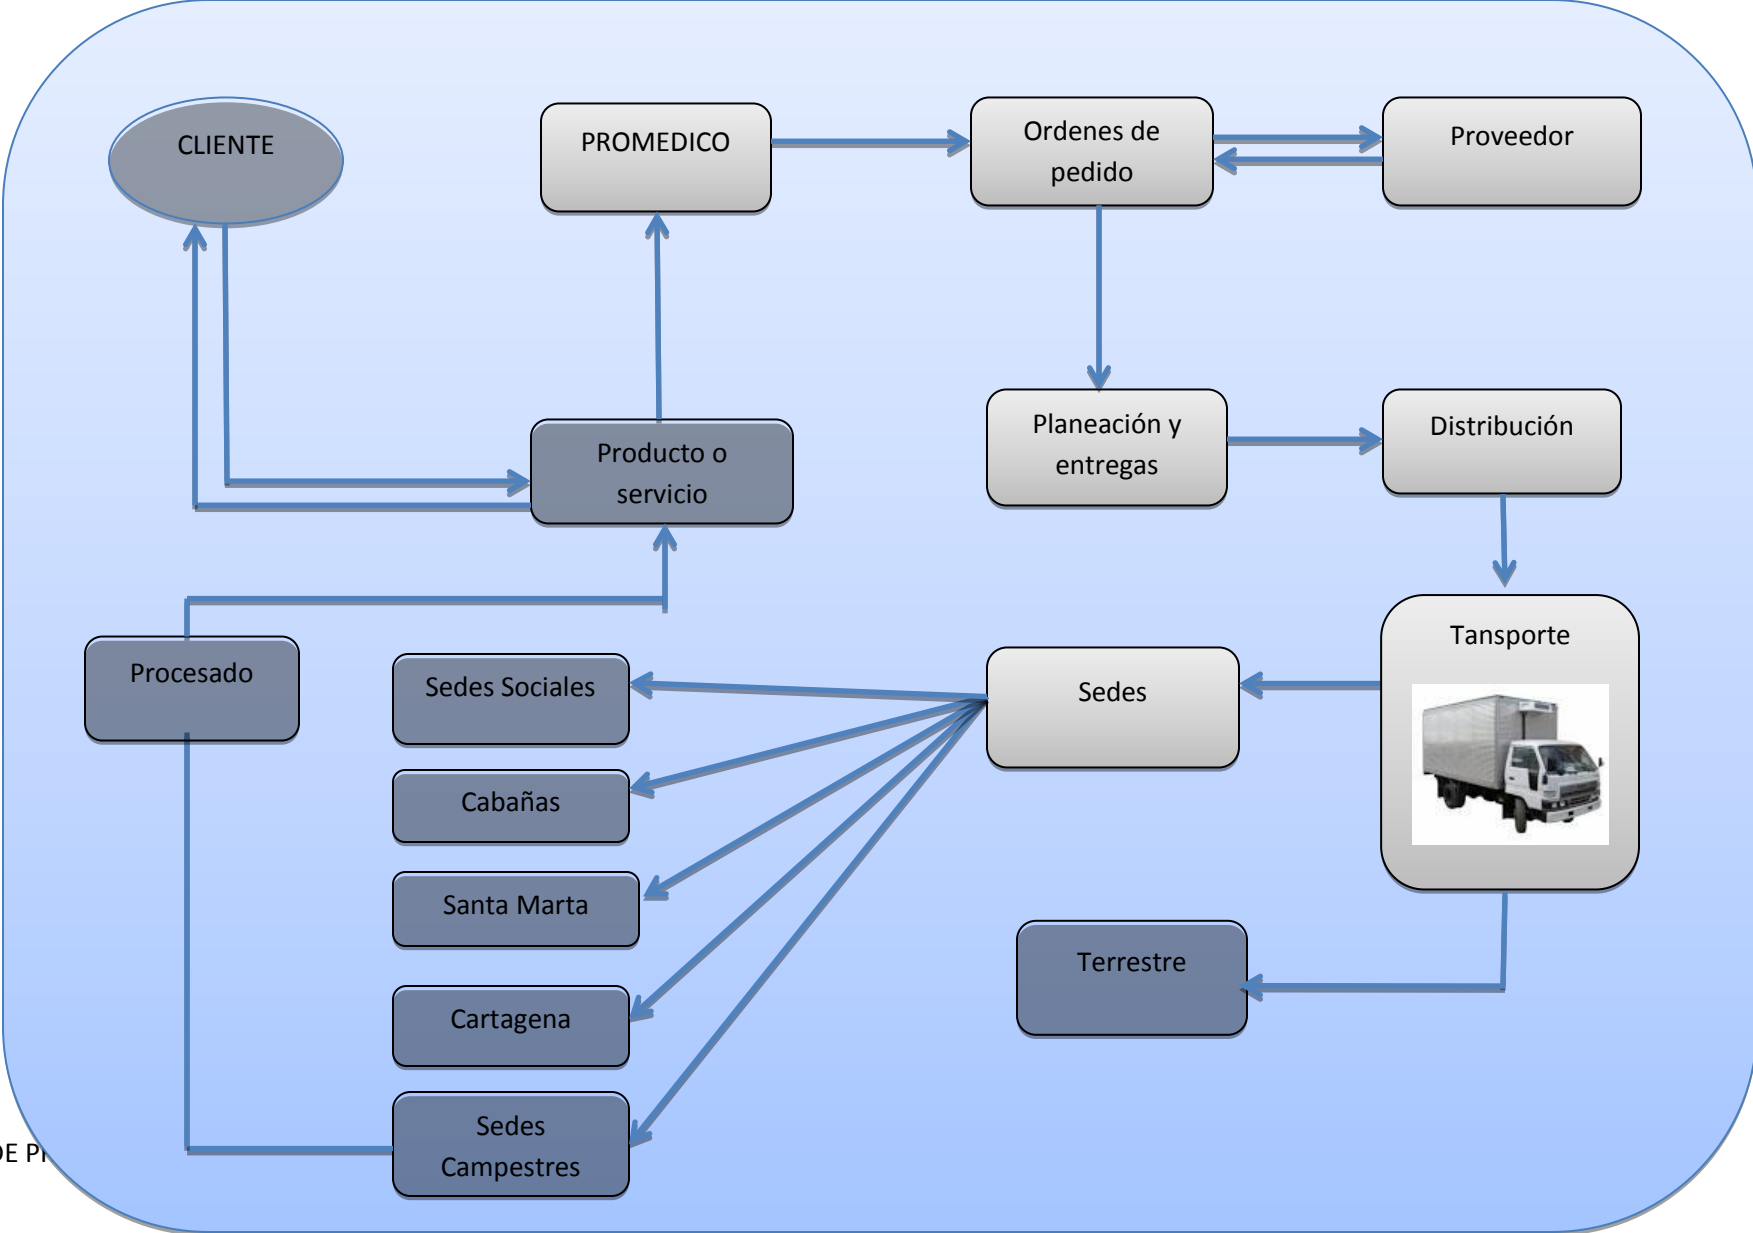 CLIENTE
PROMEDICO
Ordenes de
pedido
Proveedor
Producto o
servicio
Planeación y
entregas
Distribución
Procesado
Sedes Sociales
Sedes
Tansporte
Cabañas
Santa Marta
Terrestre
Cartagena
Sedes
Campestres